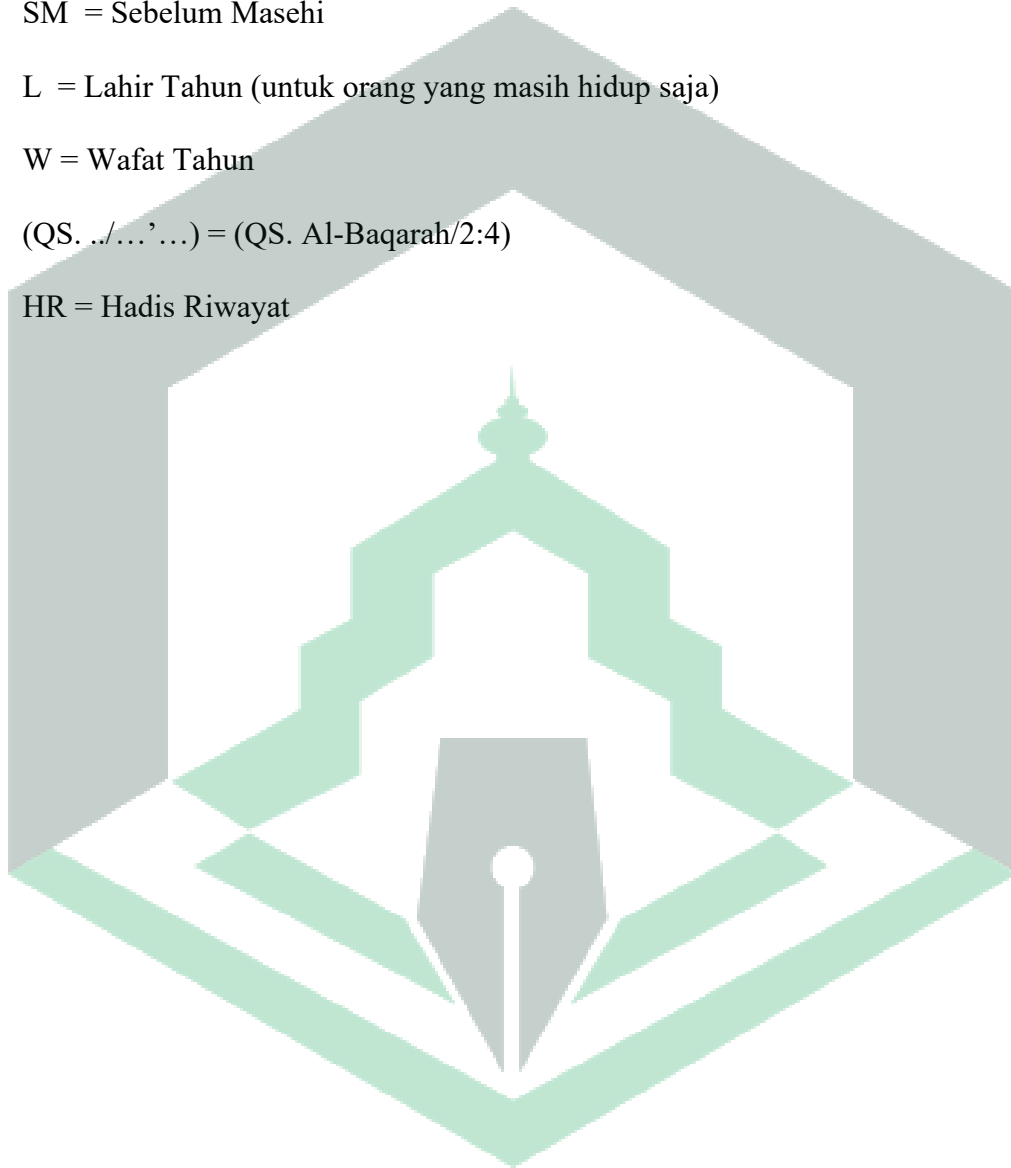 SM = Sebelum Masehi
L = Lahir Tahun (untuk orang yang masih hidup saja)
W = Wafat Tahun
(QS. ../…’…) = (QS. Al-Baqarah/2:4)
HR = Hadis Riwayat